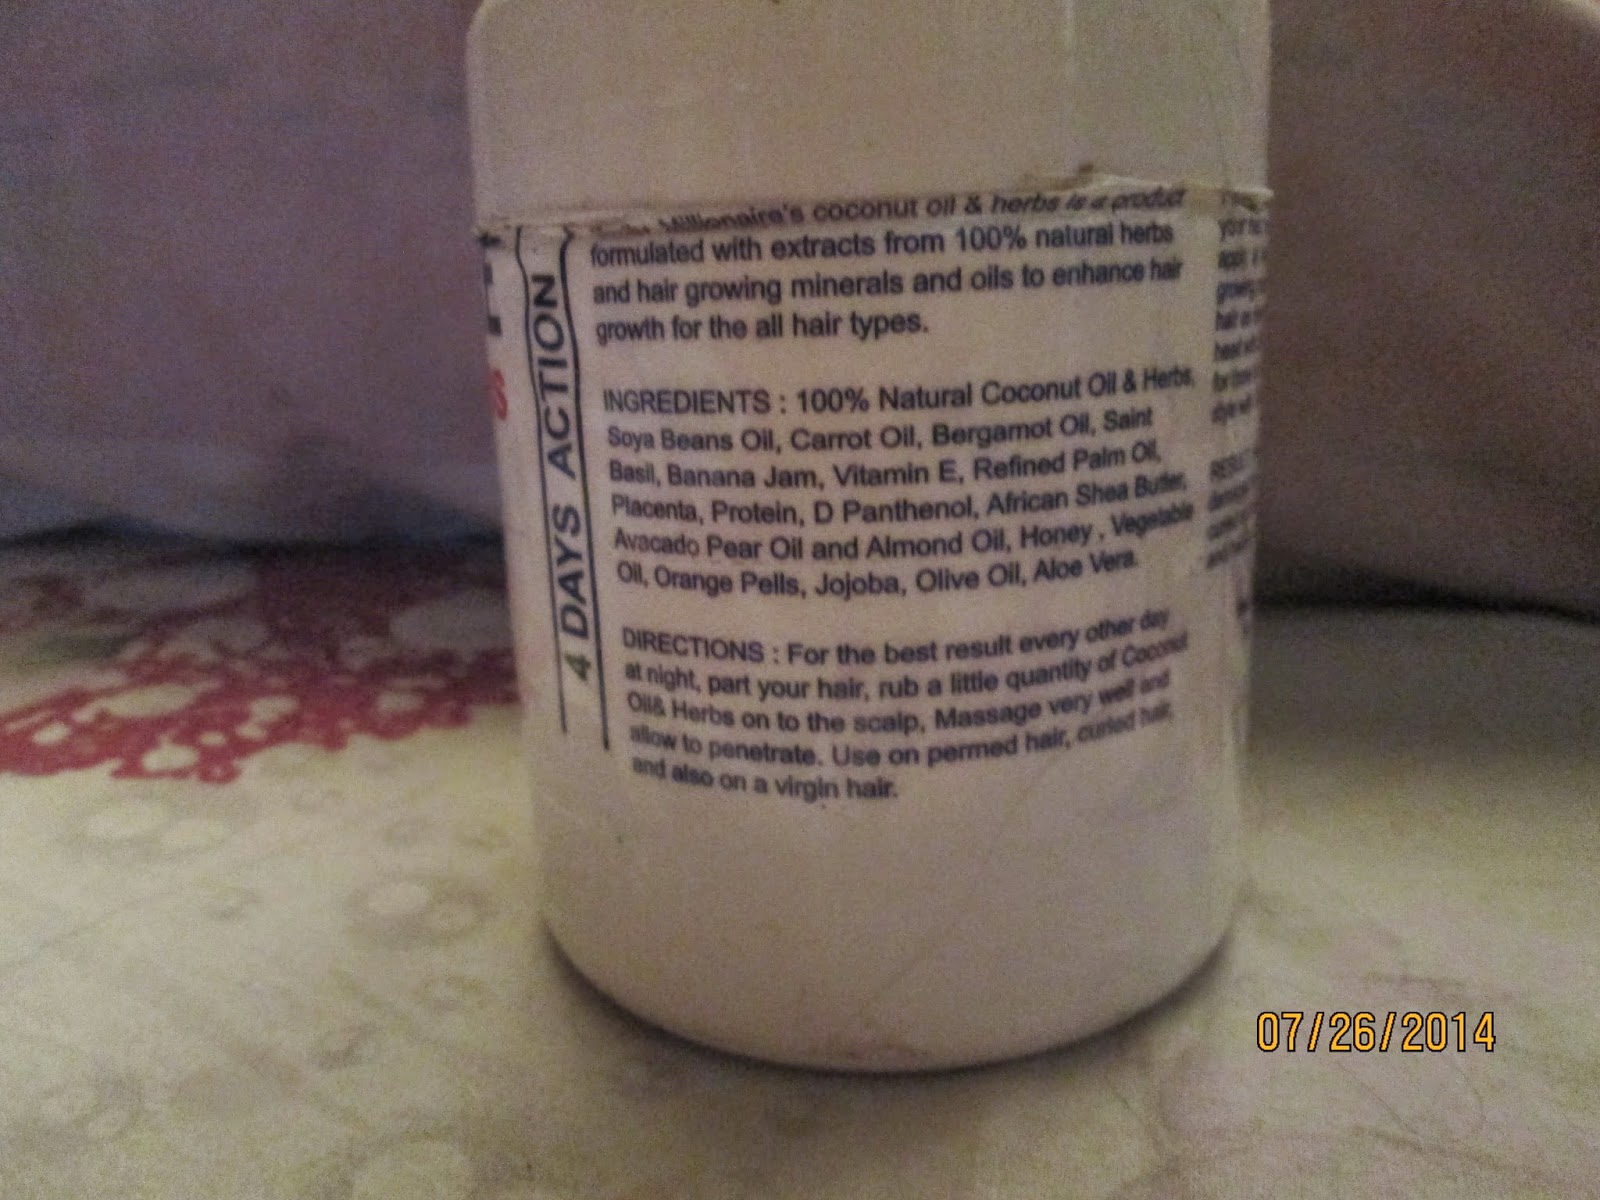 Millionaire's coconut oil & herbs is a product
formulated with extracts from 100% natural herbs
and hair growing minerals and oils to enhance hair
growth for the all hair types.
INGREDIENTS : 100% Natural Coconut Oil & Herbs,
Soya Beans Oil, Carrot Oil, Bergamot Oil, Saint
Basil, Banana Jam, Vitamin E, Refined Palm Oil,
Placenta, Protein, D Panthenol, African Shea Butter,
Avacado Pear Oil and Almond Oil, Honey , Vegetable
Oil, Orange Pells, Jojoba, Olive Oil, Aloe Vera.
DIRECTIONS : For the best result every other day
at night, part your hair, rub a little quantity of Coconut
Oil& Herbs on to the scalp, Massage very well and
allow to penetrate. Use on permed hair, curled hair,
and also on a virgin hair.
4 DAYS ACTION
07/26/2014